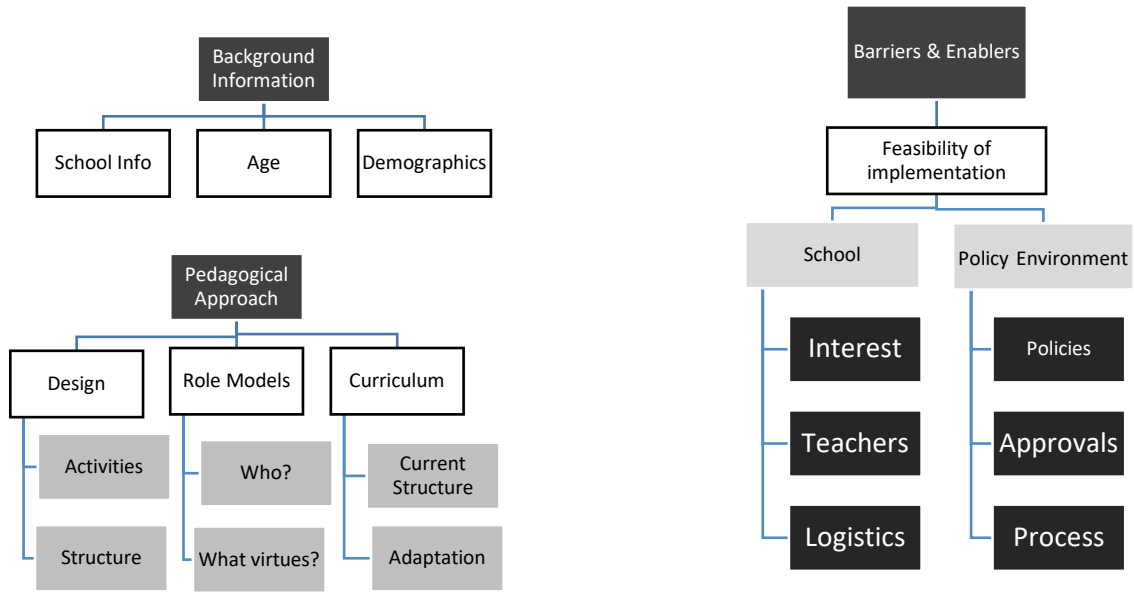 Background
Information
School Info
Age
Demographics
Pedagogical
Approach
Design
Role Models
Curriculum
Activities
Who?
Current
Structure
Structure
What virtues?
Adaptation
Barriers & Enablers
Feasibility of
implementation
School
Policy Environment
Interest
Policies
Teachers
Approvals
Logistics
Process